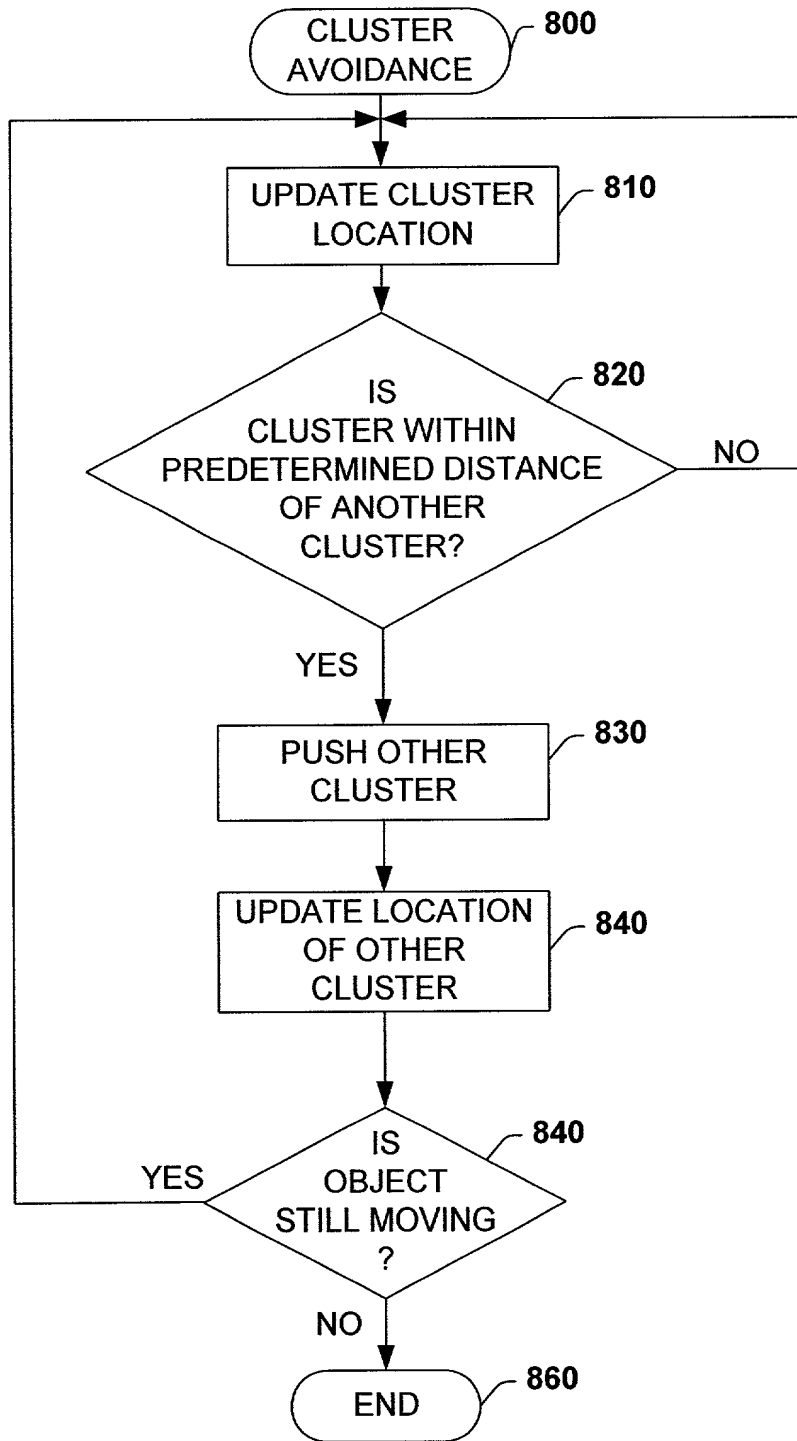 CLUSTER
AVOIDANCE
800
UPDATE CLUSTER
LOCATION
810
IS
CLUSTER WITHIN
PREDETERMINED DISTANCE
OF ANOTHER
CLUSTER?
820
NO
YES
PUSH OTHER
CLUSTER
830
UPDATE LOCATION
OF OTHER
CLUSTER
840
IS
OBJECT
STILL MOVING
?
840
YES
NO
END
860